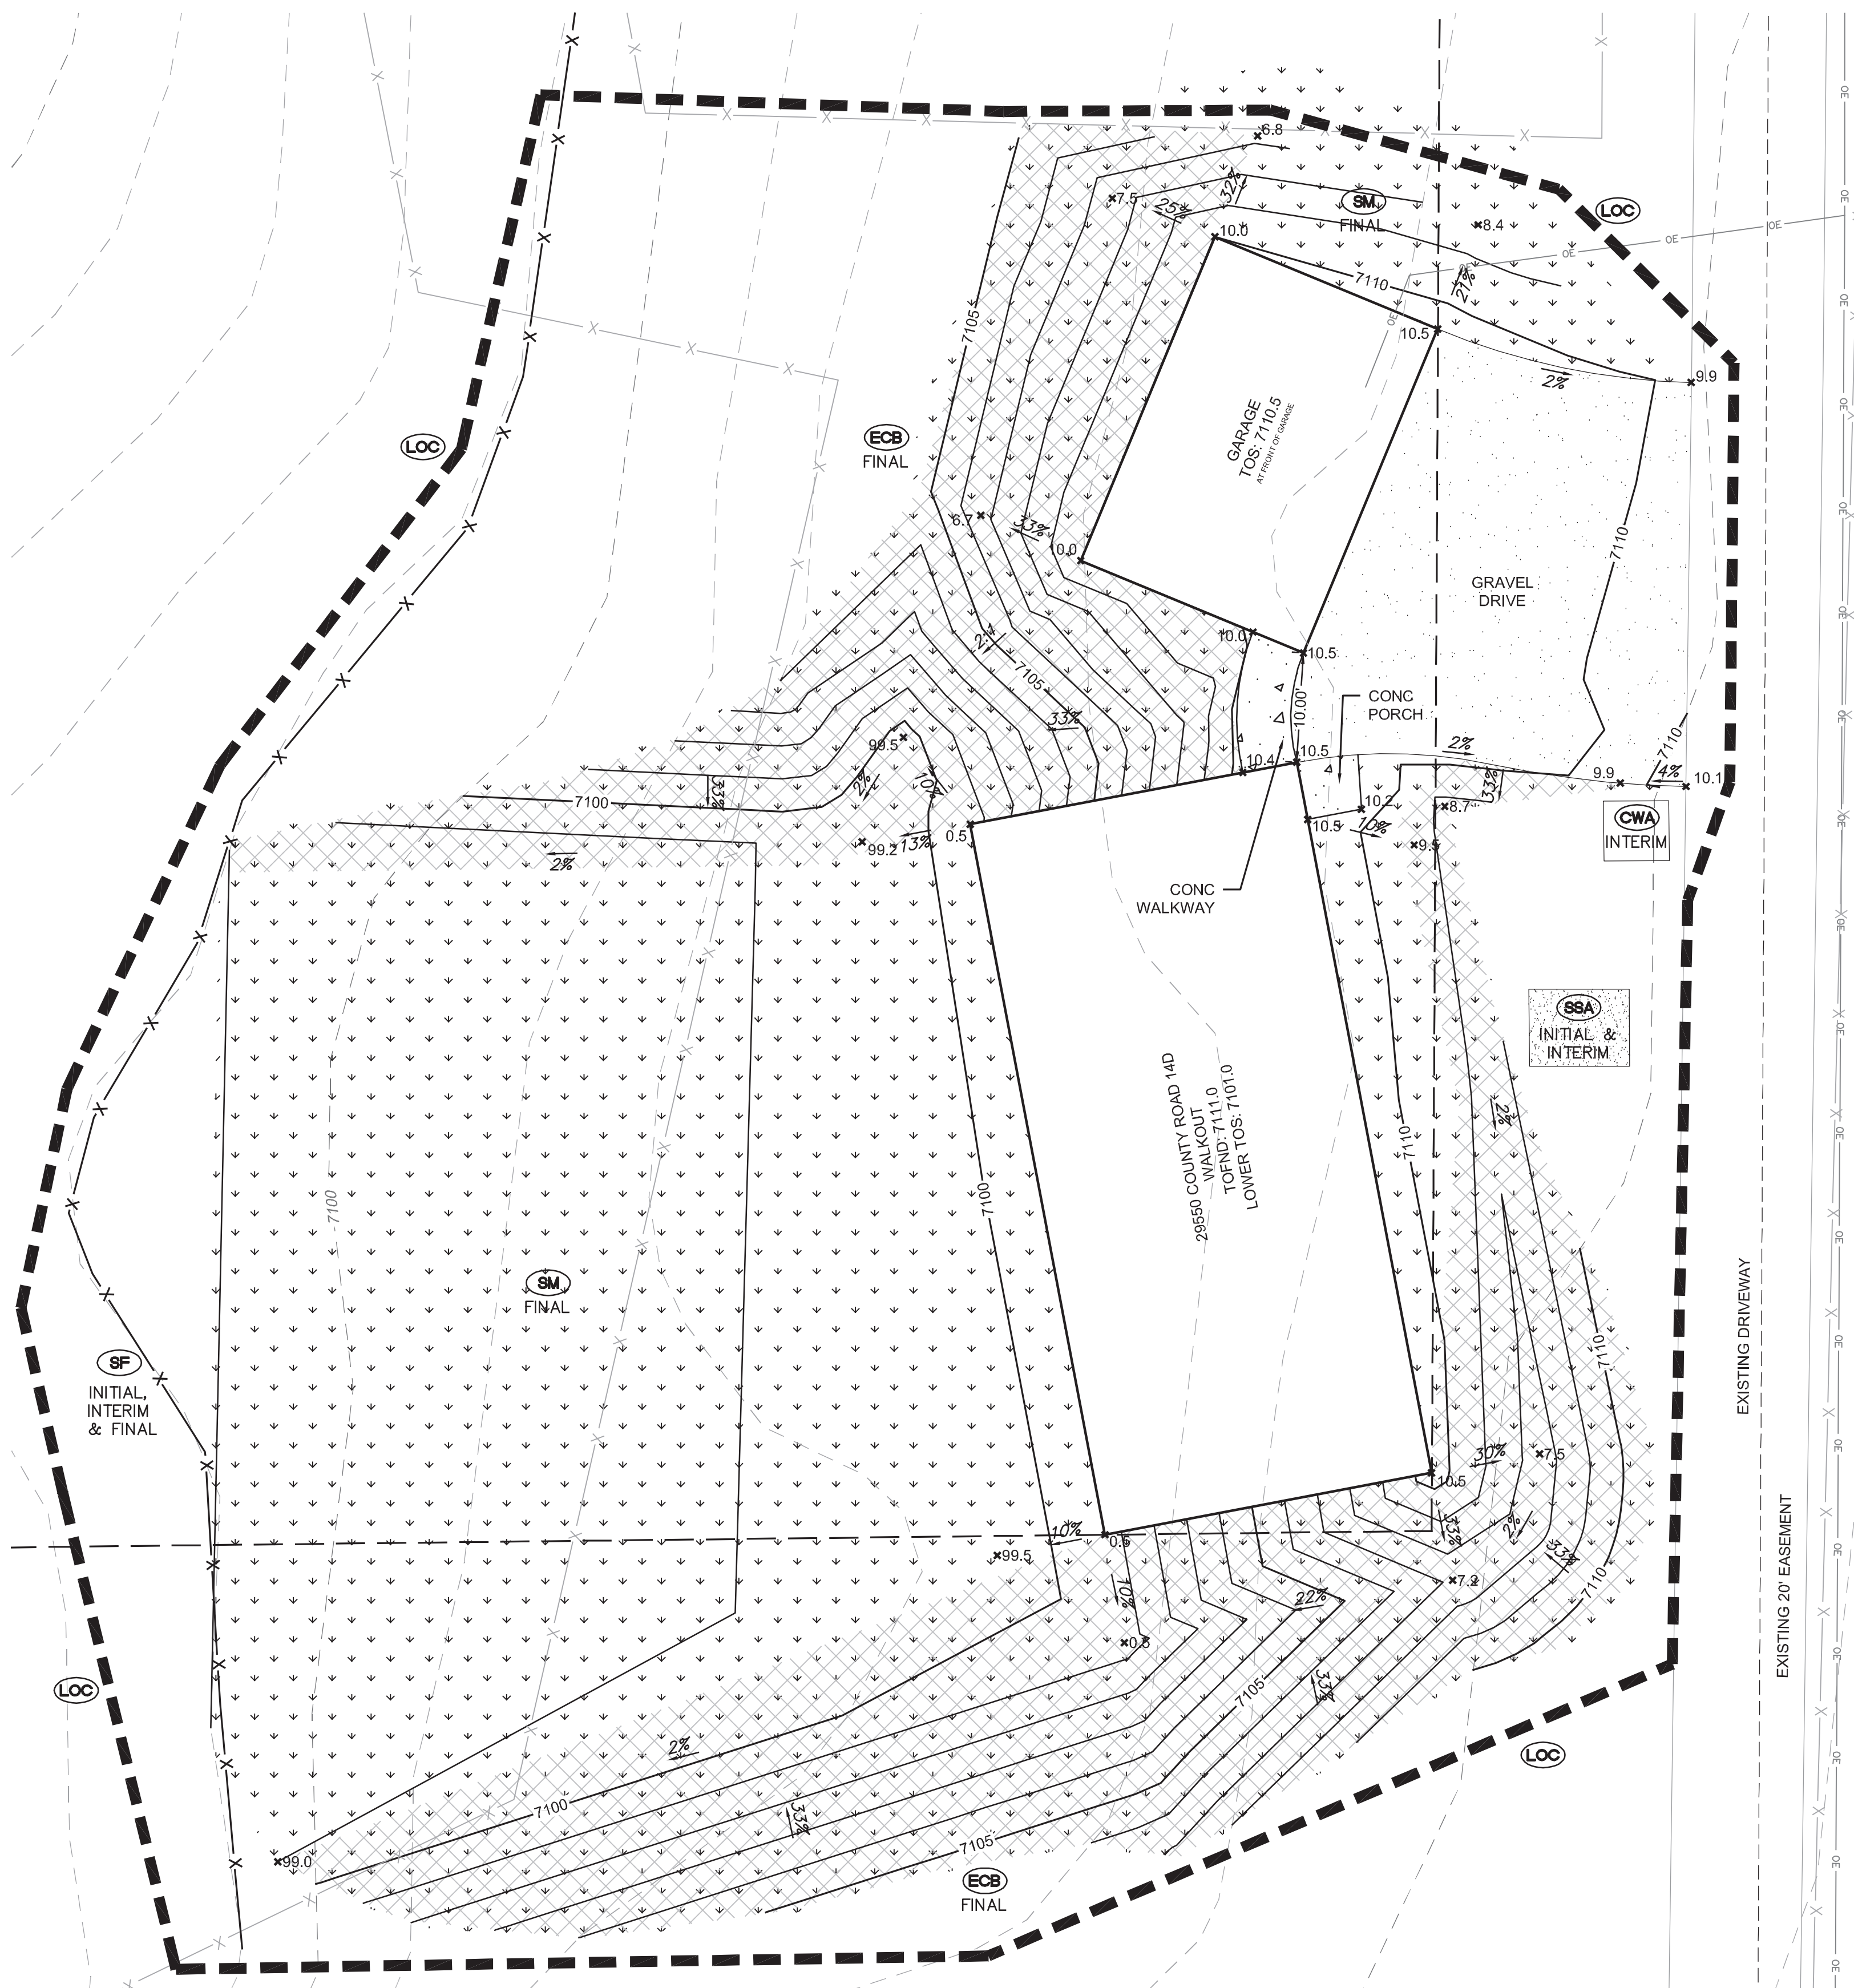 6.8
7.5
32%
25%
SM
FINAL
LOC
8.4
10.0
OE
OE
OE
OE
OE
7110
21%
10.5
2%
9.9
7105
GARAGE
TOS: 7110.5
AT FRONT OF GARAGE
LOC
ECB
FINAL
6.7
33%
10.0
7110
GRAVEL
DRIVE
10.0
10.5
2%
7105
10.00'
CONC
PORCH
33%
99.5
10.4
10.5
2%
7110
9.9
4%
10.1
2%
10%
33%
7100
33%
8.7
10.2
10.5
10%
9.5
CWA
INTERIM
0.5
99.2
13%
2%
CONC
WALKWAY
SSA
INITIAL &
INTERIM
29550 COUNTY ROAD 14D
WALKOUT
TOFND: 7111.0
LOWER TOS: 7101.0
2%
7110
7100
7100
SM
FINAL
SF
INITIAL,
INTERIM
& FINAL
7110
EXISTING DRIVEWAY
30%
7.5
10.5
33%
2%
33%
10%
0.5
99.5
10%
22%
7.2
7110
EXISTING 20' EASEMENT
0.5
LOC
33%
7105
2%
LOC
7100
33%
7105
99.0
ECB
FINAL